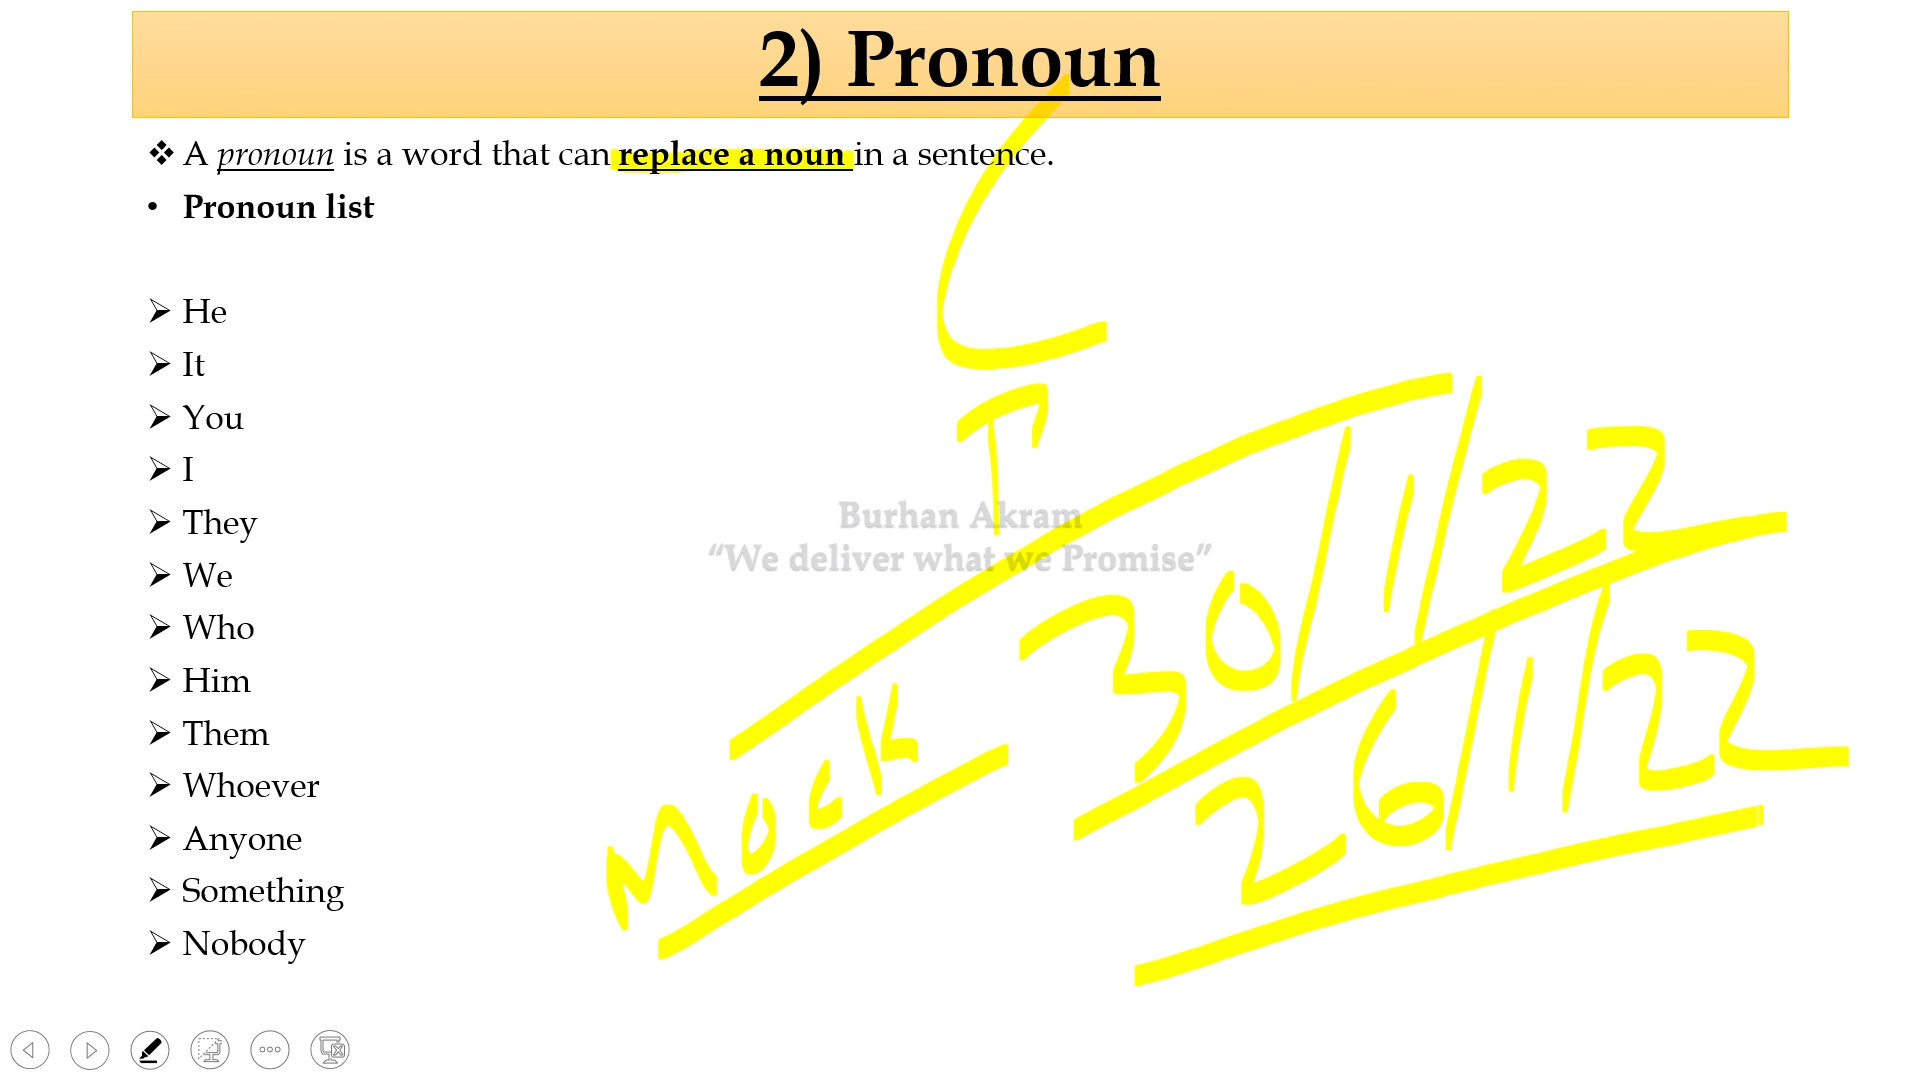 2) Pronoun
❖ A pronoun is a word that can replace a noun in a sentence.
• Pronoun list
➢ He
➢ It
➢ You
➢ I
➢ They
➢ We
➢ Who
➢ Him
➢ Them
➢ Whoever
➢ Anyone
➢ Something
➢ Nobody
Burhan Akram
“We deliver what we Promise”
30/1/22
Mock
26/1/22